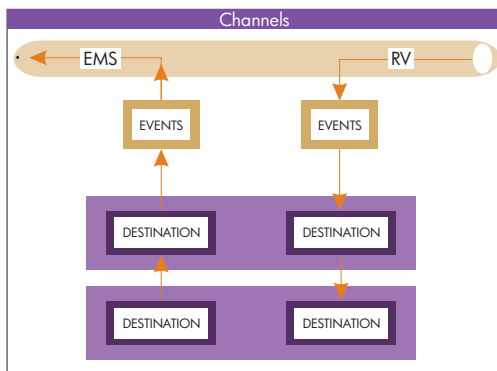 Channels
EMS
RV
EVENTS
EVENTS
DESTINATION
DESTINATION
DESTINATION
DESTINATION